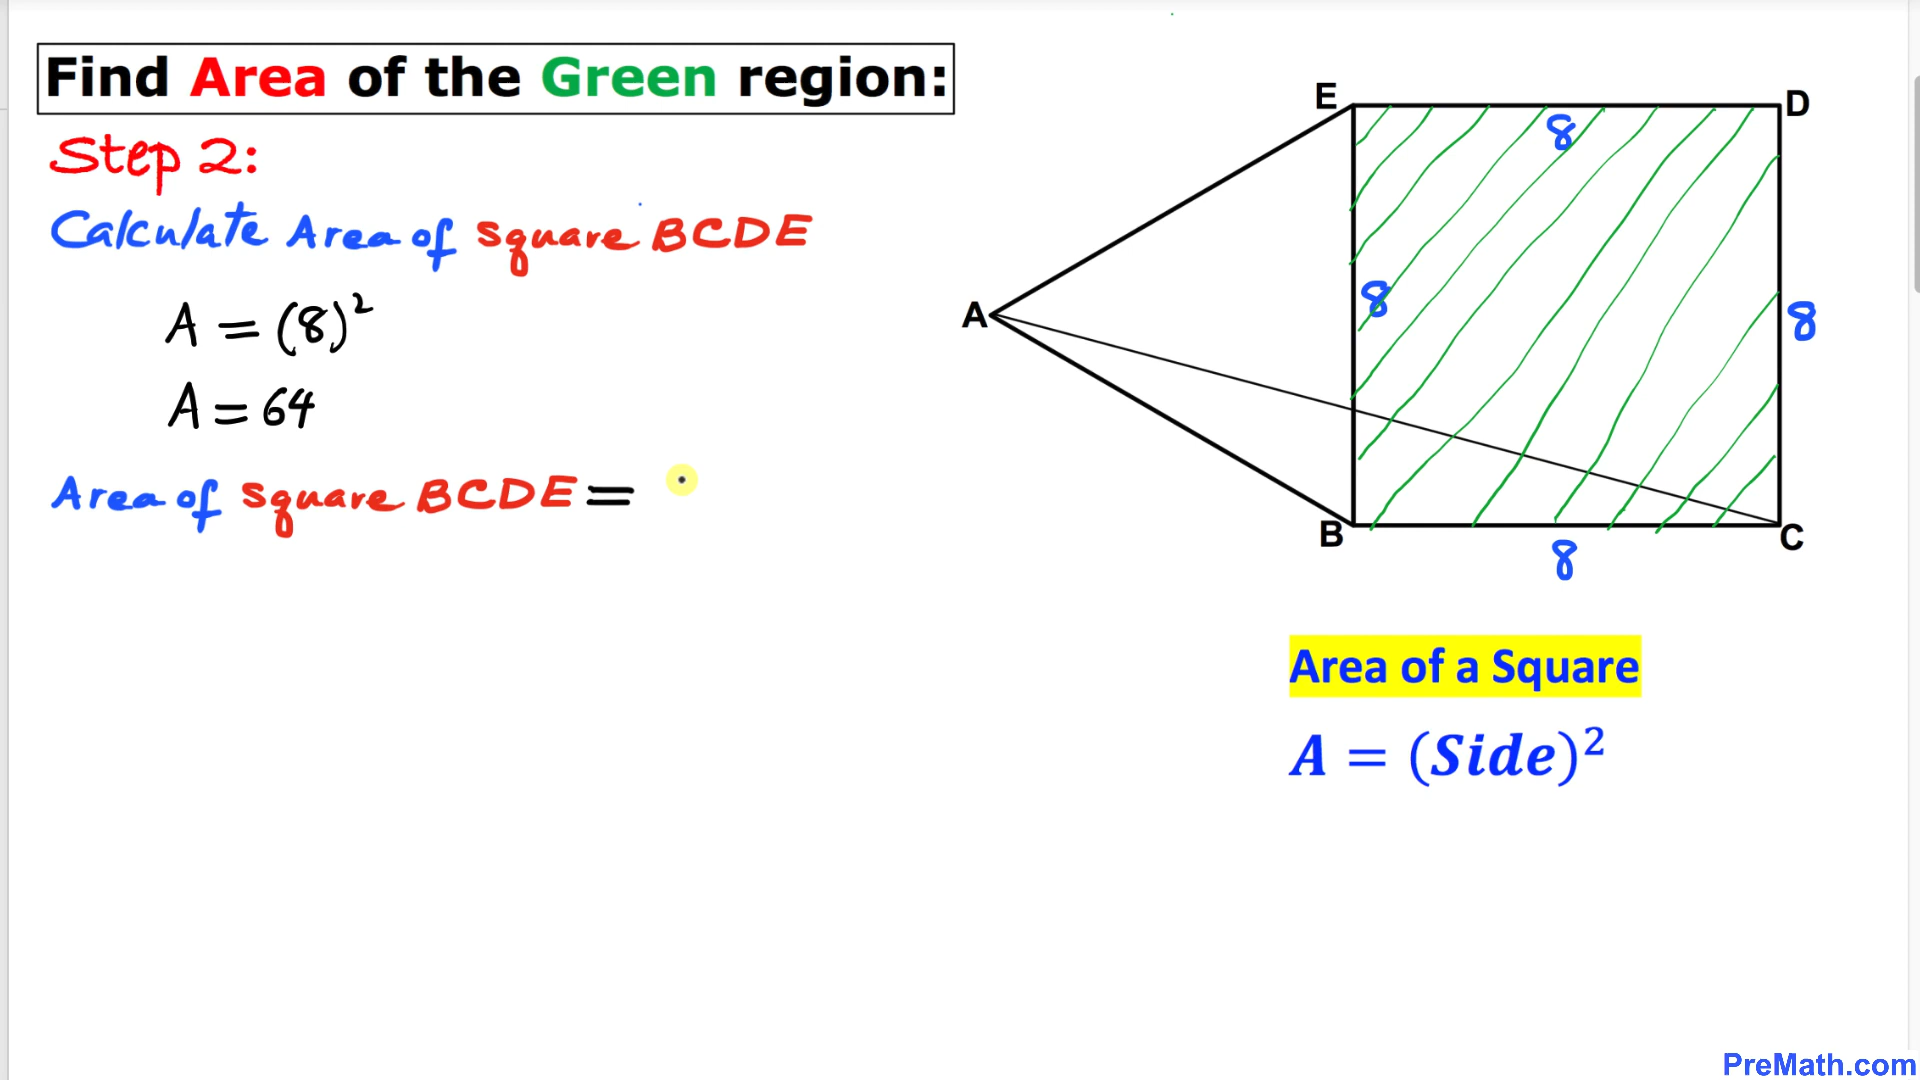 Find Area of the Green region:
Step 2:
Calculate Area of square BCDE
A = (8)²
A = 64
Area of square BCDE =
E
D
8
8
A
8
B
C
8
Area of a Square
A = (Side)²
PreMath.com